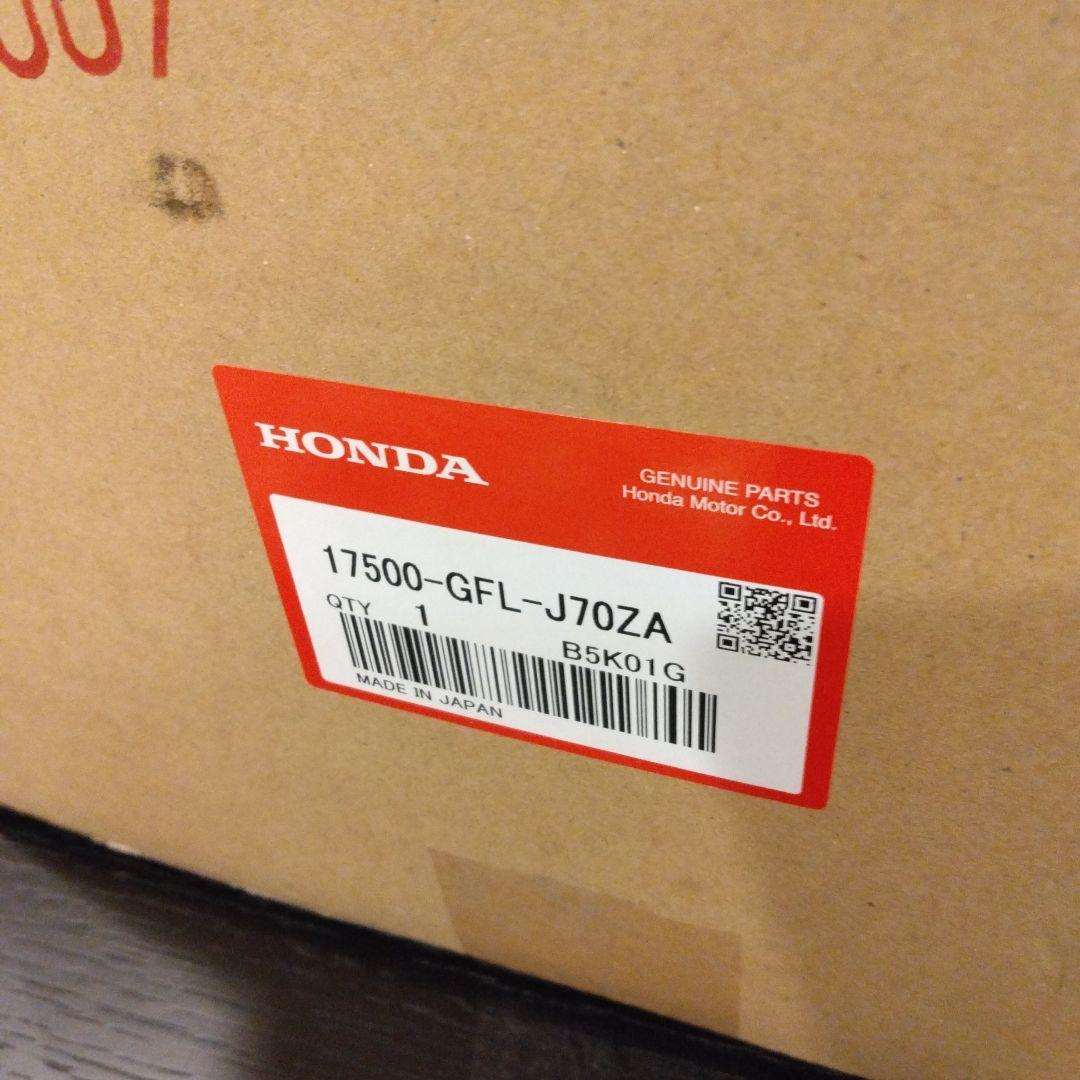 HONDA
GENUINE PARTS
Honda Motor Co., Ltd.
17500-GFL-J70ZA
QTY 1
B5K01G
MADE IN JAPAN